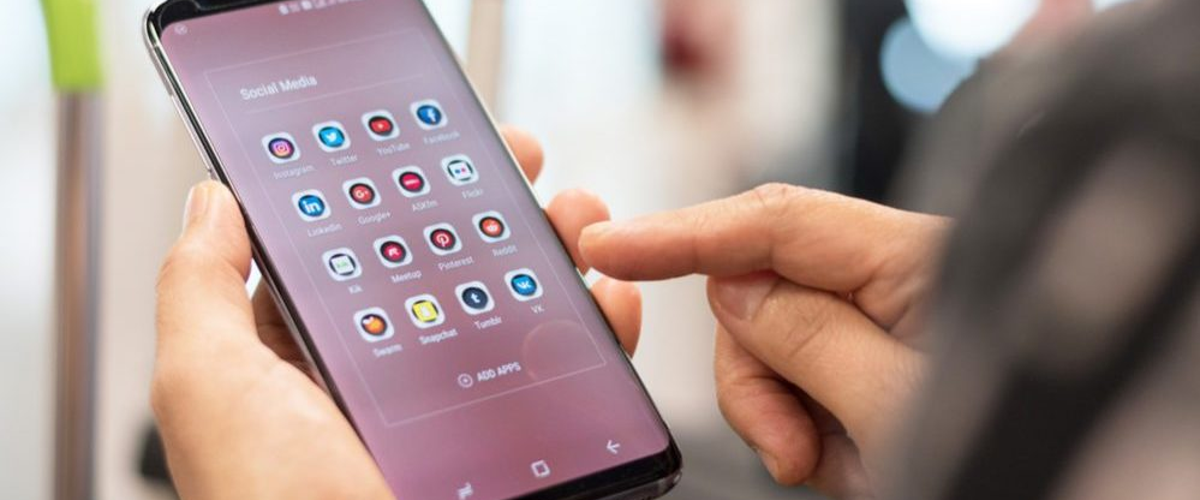 Social Media
Instagram Twitter YouTube Facebook
LinkedIn Google+ ASKfm Flickr
Kik Meetup Pinterest Reddit
Swarm Snapchat Tumblr VK
ADD APPS